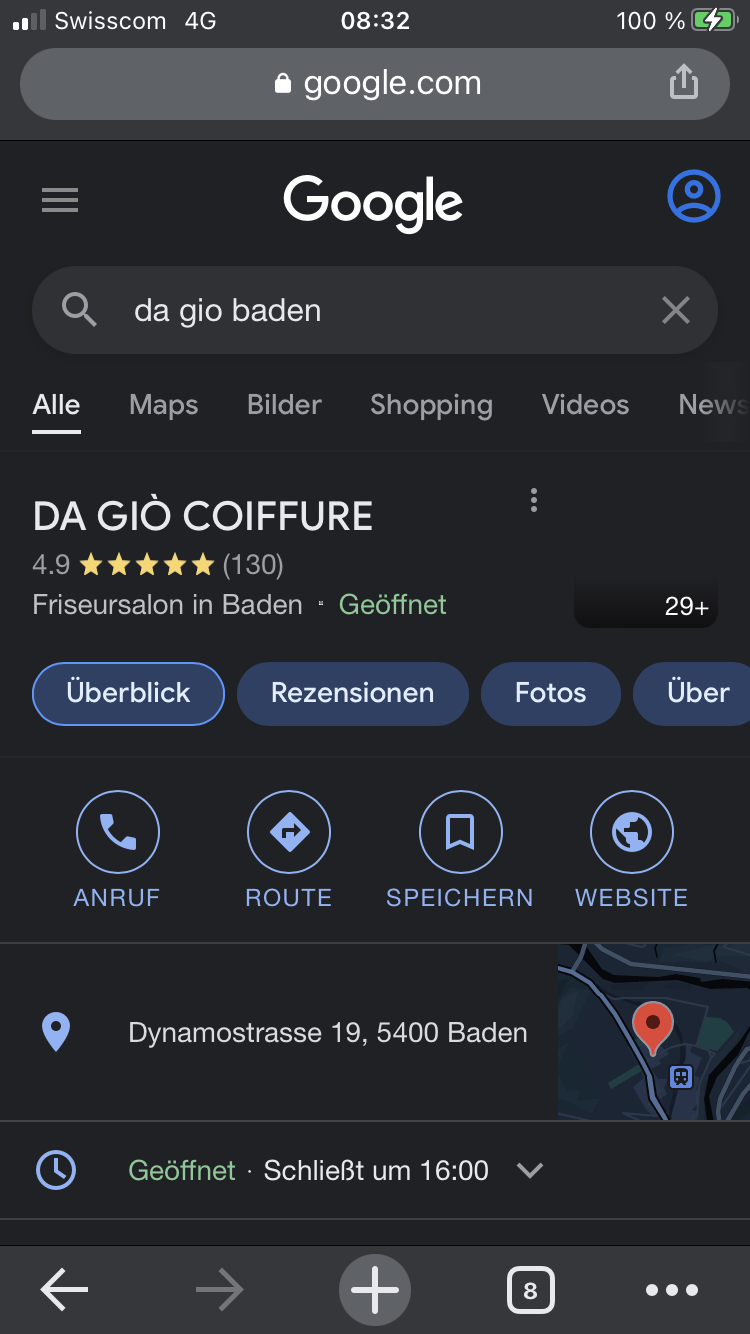 Swisscom 4G 08:32 100 %
google.com
Google
da gio baden
Alle Maps Bilder Shopping Videos News
DA GIÒ COIFFURE
4.9 (130)
Friseursalon in Baden · Geöffnet
29+
Überblick Rezensionen Fotos Über
ANRUF ROUTE SPEICHERN WEBSITE
Dynamostrasse 19, 5400 Baden
Geöffnet · Schließt um 16:00
8